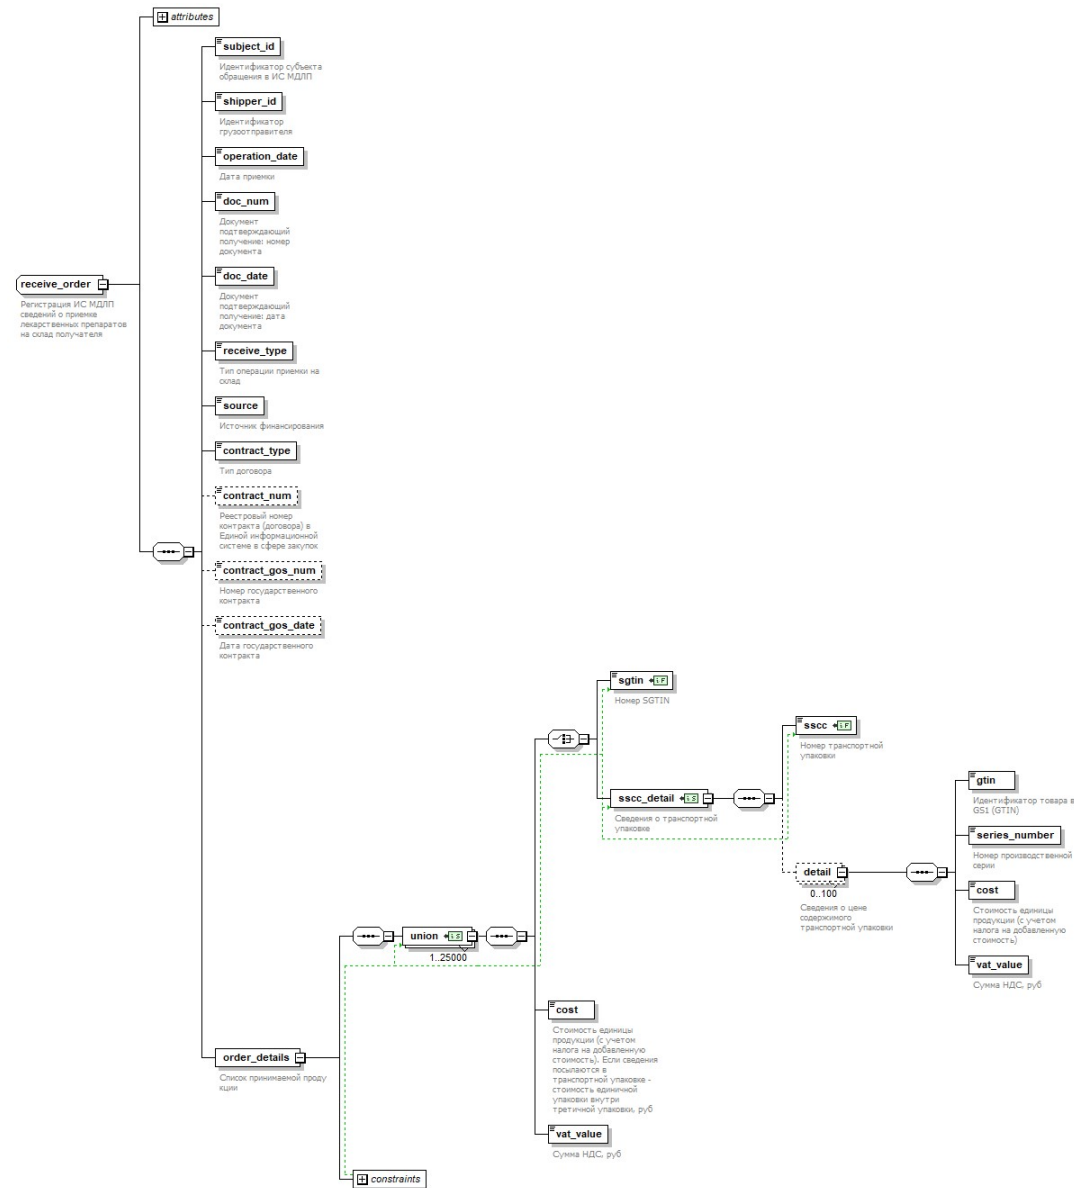 attributes
subject_id
Идентификатор субъекта
обращения в ИС МДЛП
shipper_id
Идентификатор
грузоотправителя
operation_date
Дата приемки
doc_num
Документ
подтверждающий
получение: номер
документа
doc_date
Документ
подтверждающий
получение: дата
документа
receive_order
Регистрация ИС МДЛП
сведений о приемке
лекарственных препаратов
на склад получателя
receive_type
Тип операции приемки на
склад
source
Источник финансирования
contract_type
Тип договора
contract_num
Реестровый номер
контракта (договора) в
Единой информационной
системе в сфере закупок
contract_gos_num
Номер государственного
контракта
contract_gos_date
Дата государственного
контракта
sgtin
Номер SGTIN
sscc
Номер транспортной
упаковки
sscc_detail
Сведения о транспортной
упаковке
gtin
Идентификатор товара в
GS1 (GTIN)
series_number
Номер производственной
серии
detail
0..100
Сведения о цене
содержимого
транспортной упаковки
cost
Стоимость единицы
продукции (с учетом
налога на добавленную
стоимость)
vat_value
Сумма НДС, руб
union
1..25000
cost
Стоимость единицы
продукции (с учетом
налога на добавленную
стоимость). Если сведения
посылаются в
транспортной упаковке -
стоимость единичной
упаковки внутри
третичной упаковки, руб
order_details
Список принимаемой проду
кции
vat_value
Сумма НДС, руб
constraints